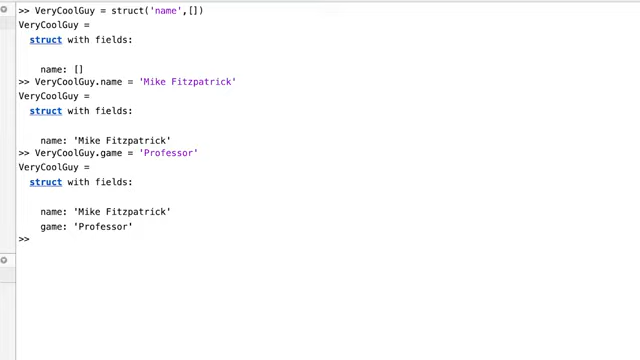 >> VeryCoolGuy = struct('name',[])
VeryCoolGuy =
struct with fields:
name: []
>> VeryCoolGuy.name = 'Mike Fitzpatrick'
VeryCoolGuy =
struct with fields:
name: 'Mike Fitzpatrick'
>> VeryCoolGuy.game = 'Professor'
VeryCoolGuy =
struct with fields:
name: 'Mike Fitzpatrick'
game: 'Professor'
>>